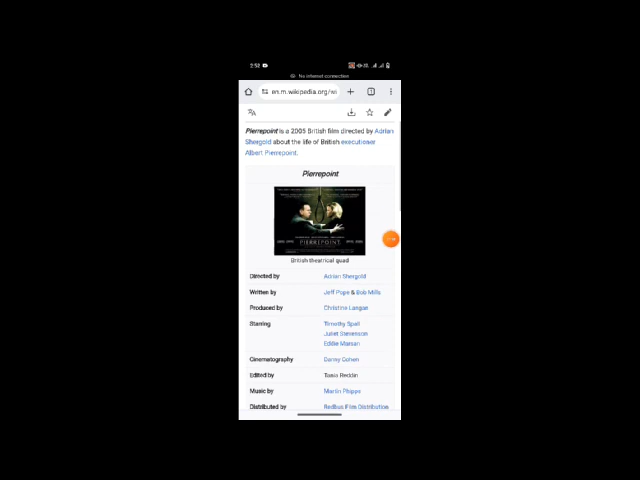 2:52
No internet connection
en.m.wikipedia.org/wi
Pierrepoint is a 2005 British film directed by Adrian
Shergold about the life of British executioner
Albert Pierrepoint.
Pierrepoint
PIERREPOINT
British theatrical quad
Directed by Adrian Shergold
Written by Jeff Pope & Bob Mills
Produced by Christine Langan
Starring Timothy Spall
Juliet Stevenson
Eddie Marsan
Cinematography Danny Cohen
Edited by Tania Reddin
Music by Martin Phipps
Distributed by Redbus Film Distribution